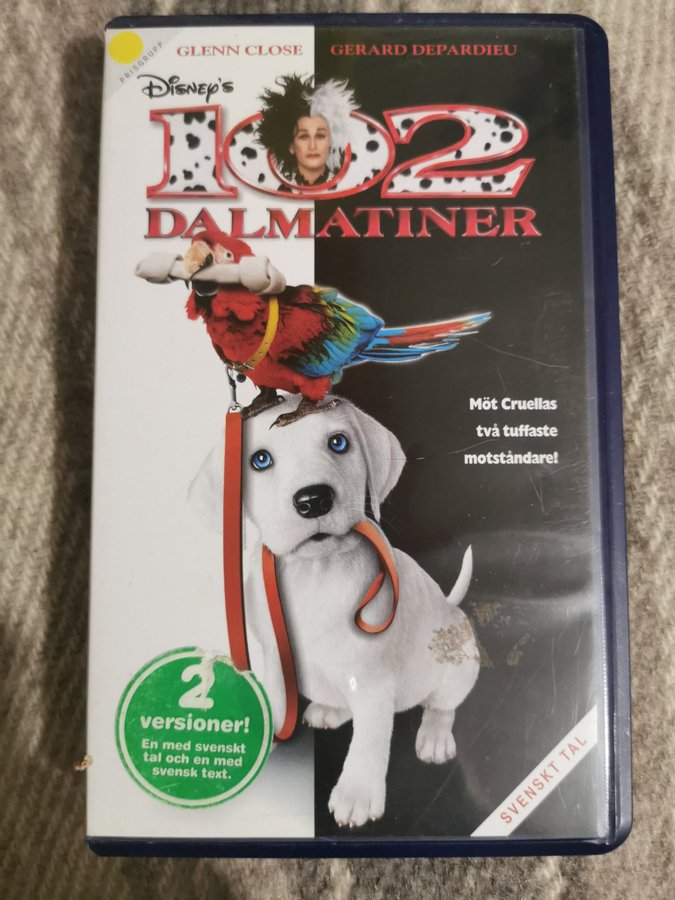 PRISGRUPP
GLENN CLOSE GERARD DEPARDIEU
Disney's
102
DALMATINER
Möt Cruellas
två tuffaste
motståndare!
2
versioner!
En med svenskt
tal och en med
svensk text.
SVENSKT TAL